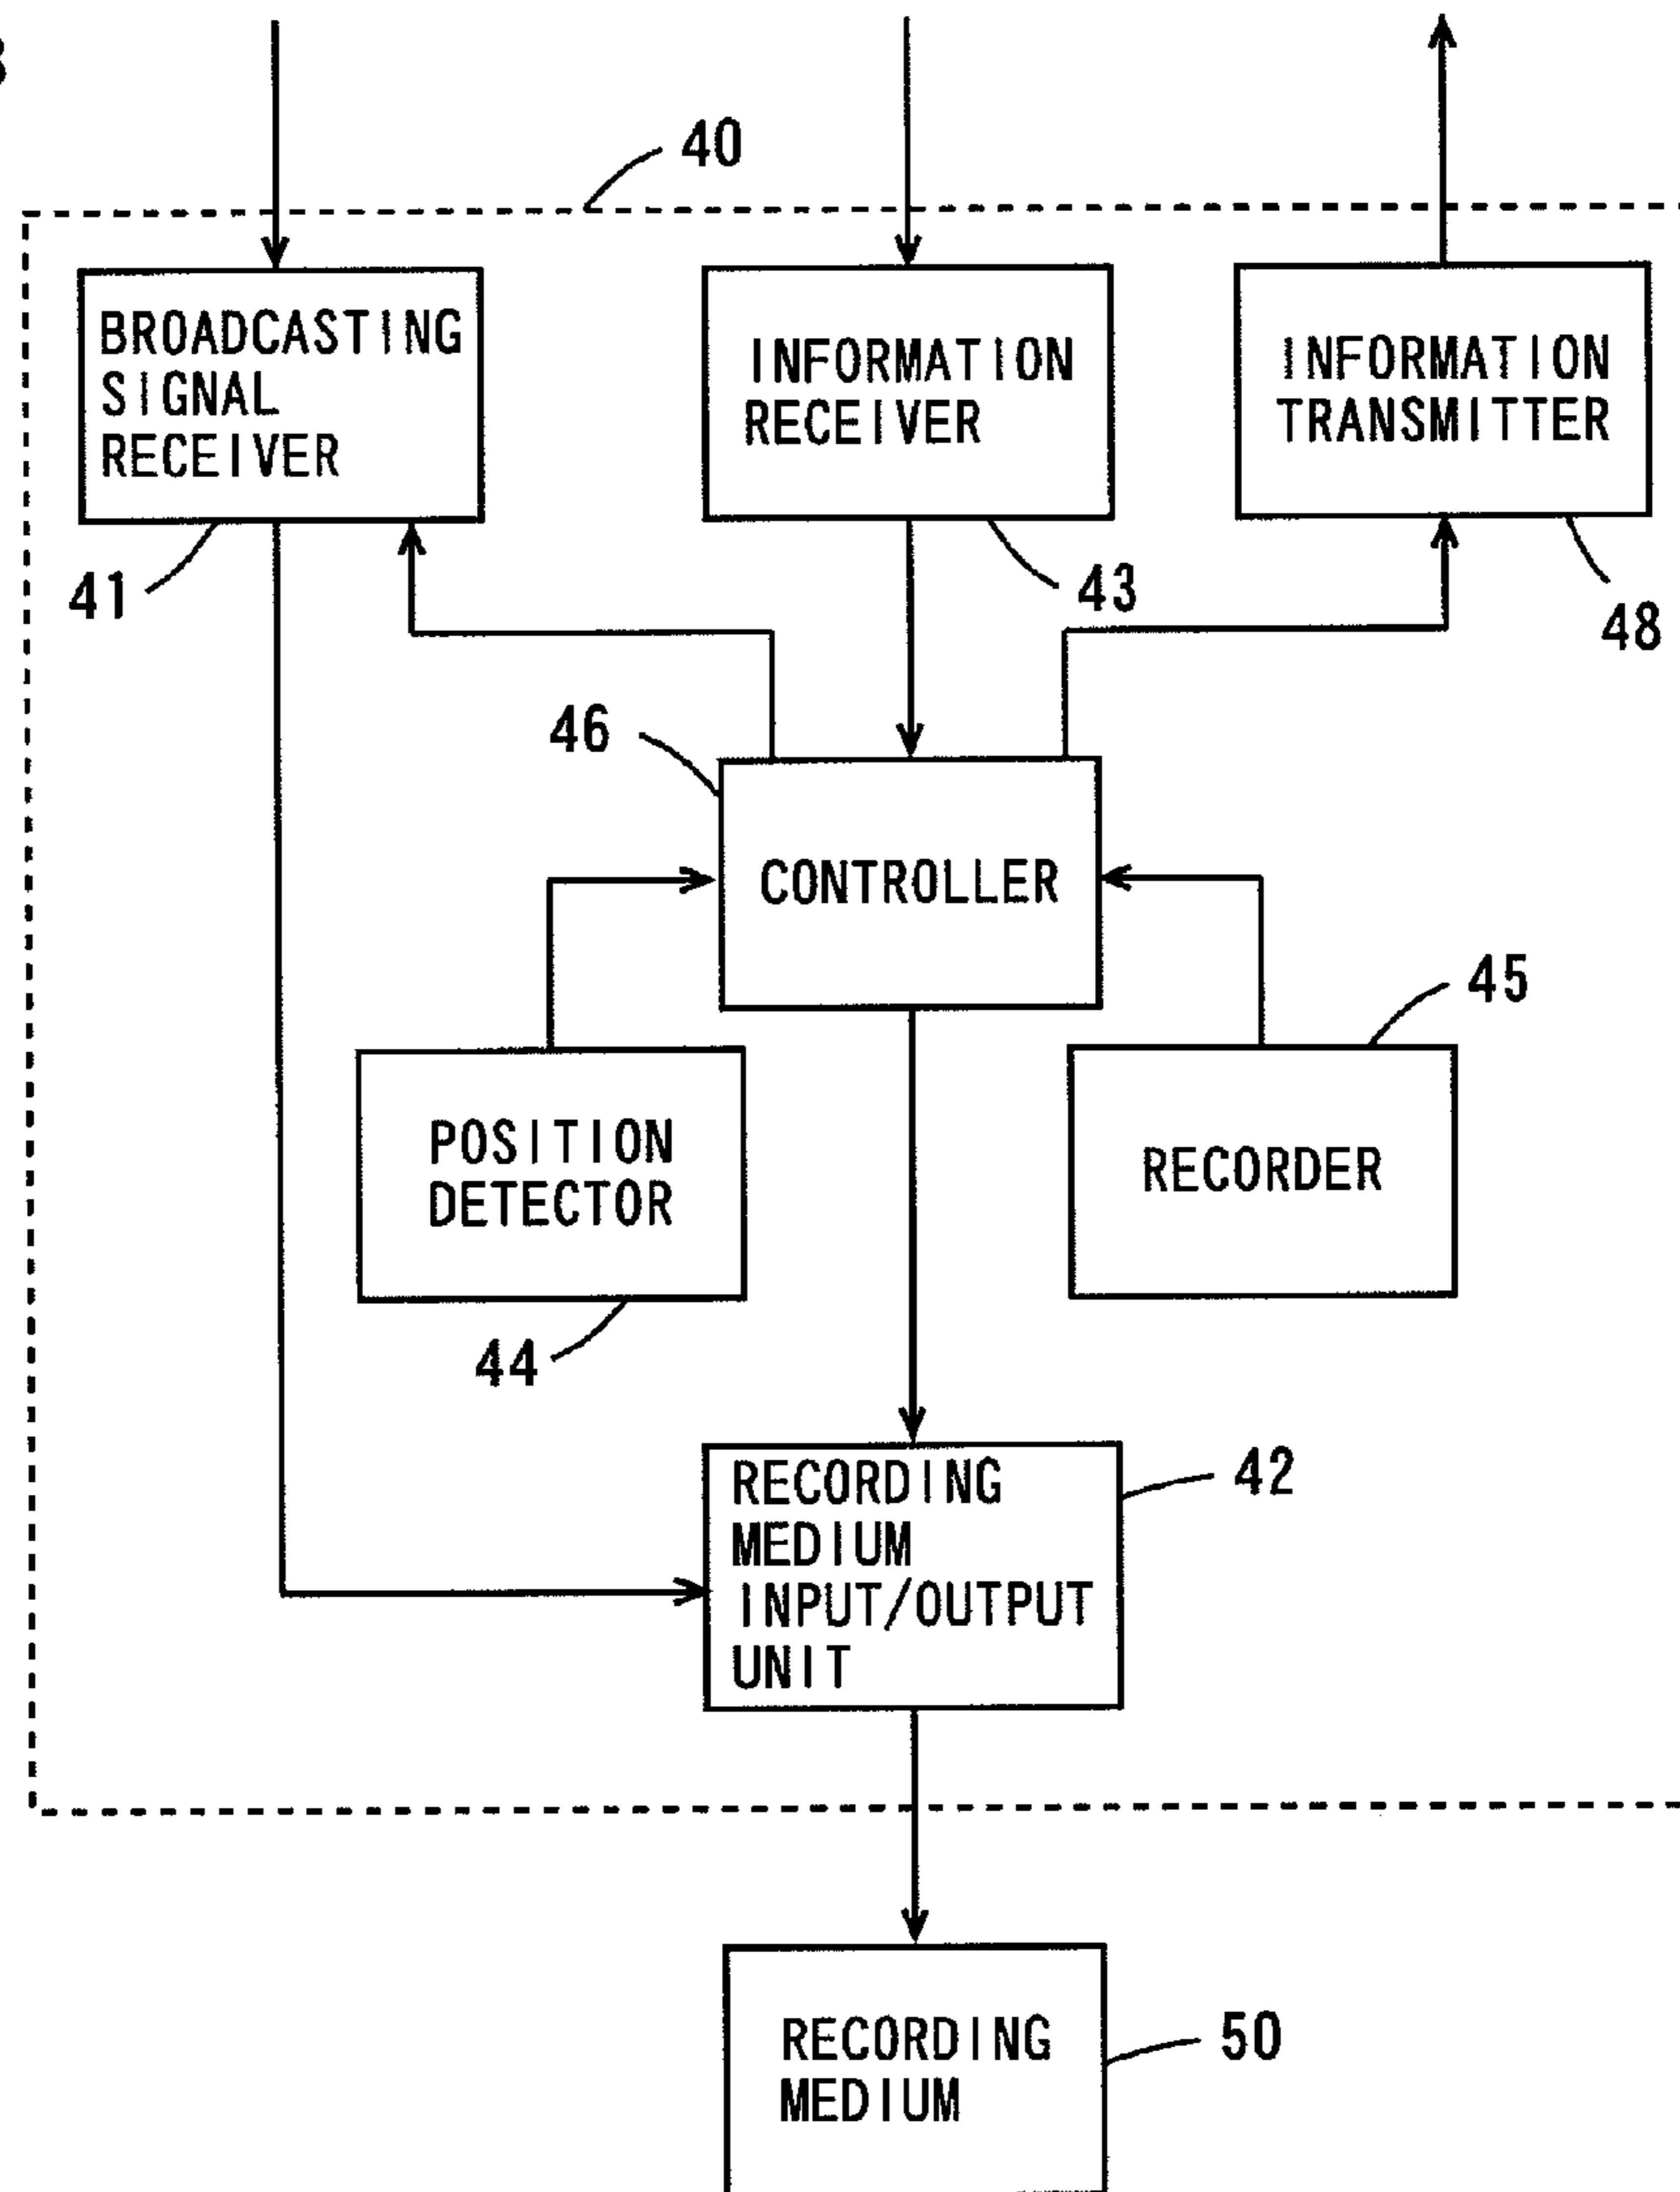 40
BROADCASTING
SIGNAL
RECEIVER
INFORMATION
RECEIVER
INFORMATION
TRANSMITTER
41
43
48
46
CONTROLLER
45
POSITION
DETECTOR
RECORDER
44
RECORDING
MEDIUM
INPUT/OUTPUT
UNIT
42
RECORDING
MEDIUM
50